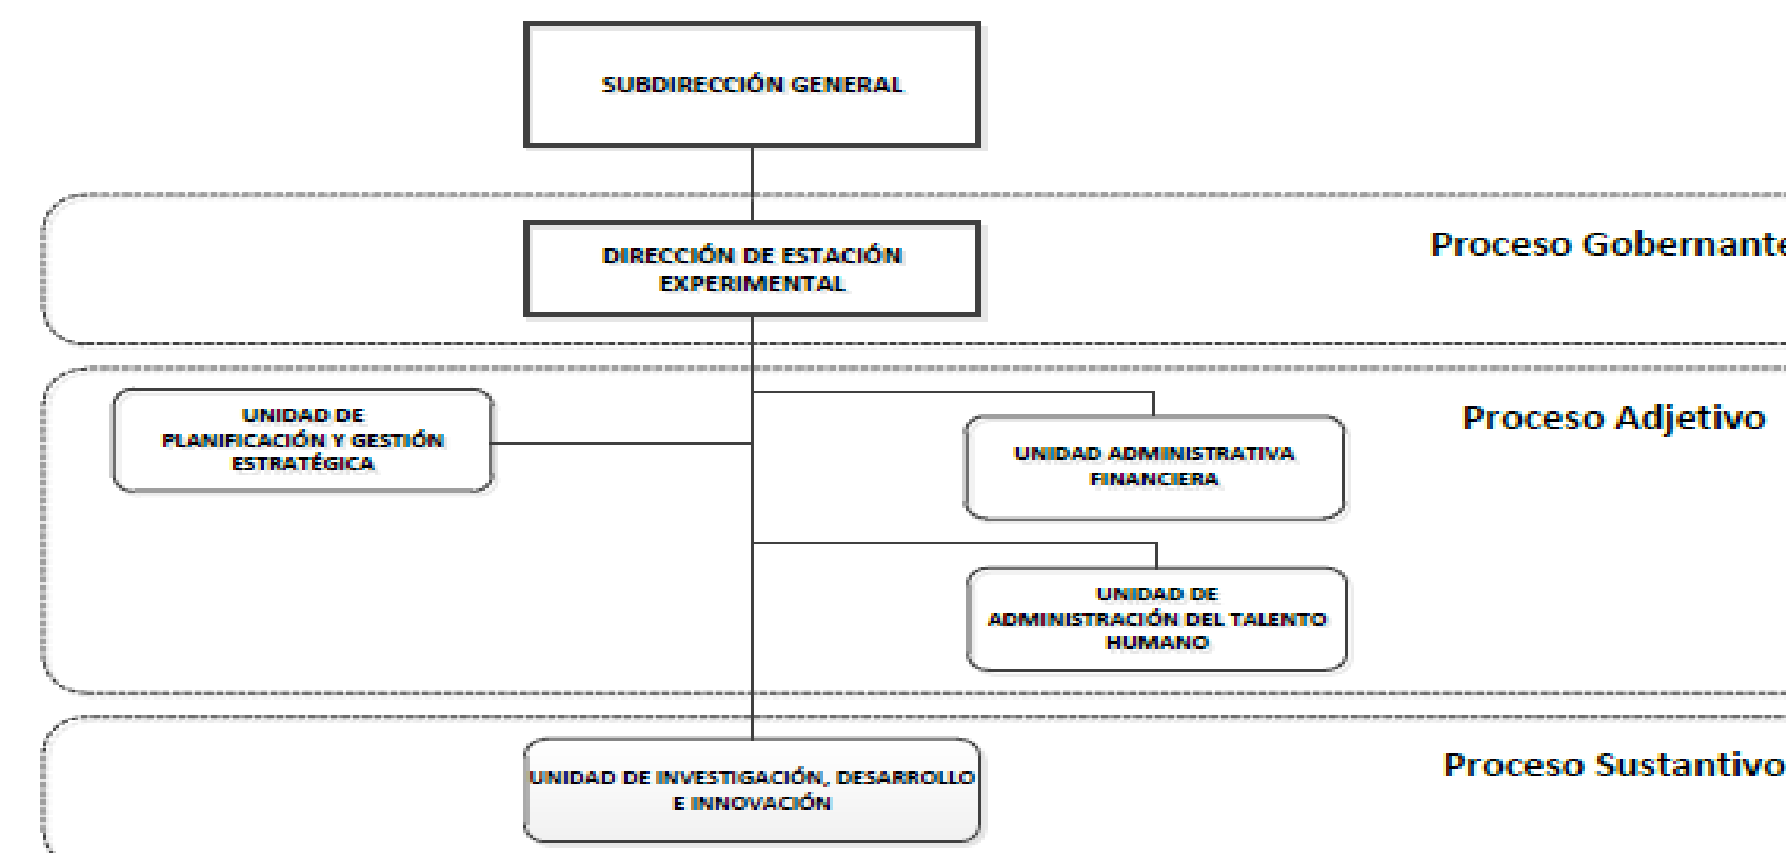 SUBDIRECCIÓN GENERAL
DIRECCIÓN DE ESTACIÓN
EXPERIMENTAL
Proceso Gobernante
UNIDAD DE
PLANIFICACIÓN Y GESTIÓN
ESTRATÉGICA
Proceso Adjetivo
UNIDAD ADMINISTRATIVA
FINANCIERA
UNIDAD DE
ADMINISTRACIÓN DEL TALENTO
HUMANO
Proceso Sustantivo
UNIDAD DE INVESTIGACIÓN, DESARROLLO
E INNOVACIÓN